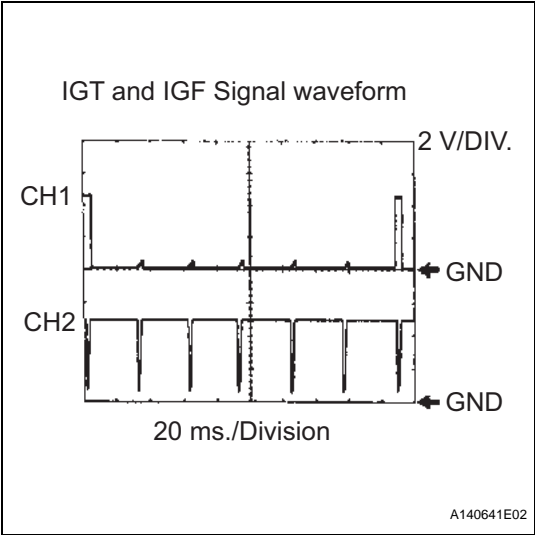 IGT and IGF Signal waveform
2 V/DIV.
CH1
GND
CH2
GND
20 ms./Division
A140641E02